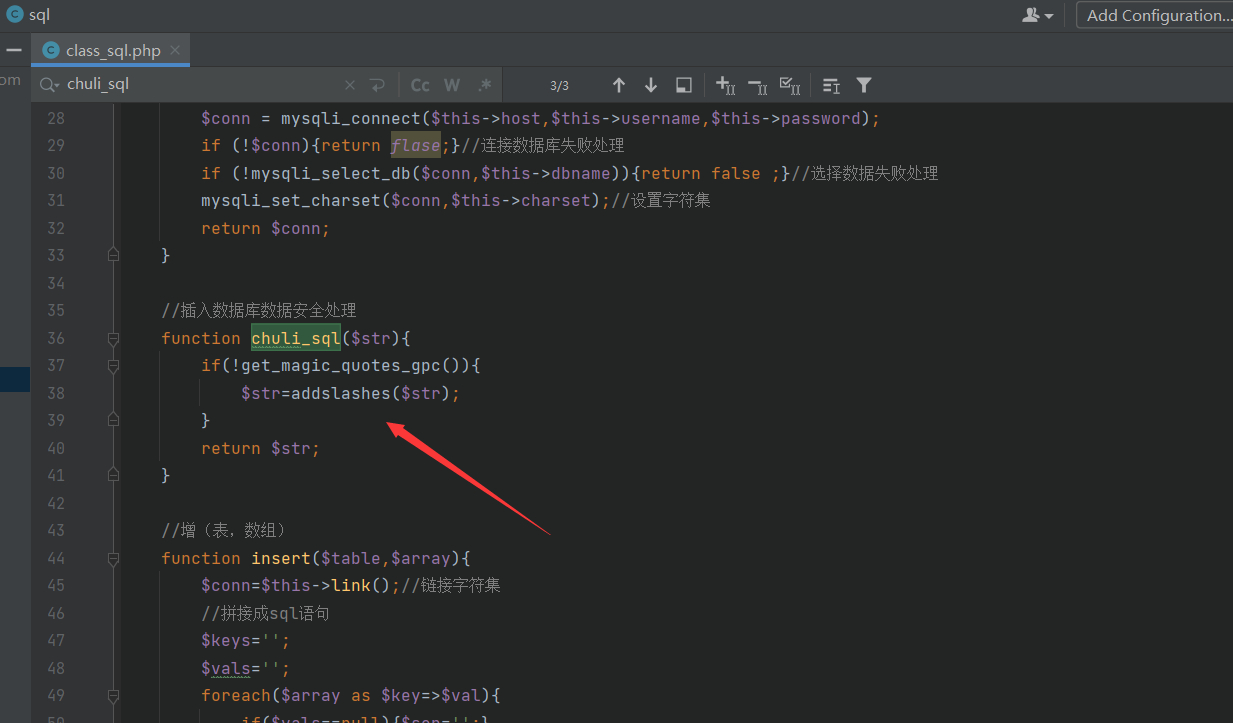 sql
Add Configuration...
class_sql.php
om
chuli_sql
Cc W .* 3/3
28 $conn = mysqli_connect($this->host,$this->username,$this->password);
29 if (!$conn){return flase;}//连接数据库失败处理
30 if (!mysqli_select_db($conn,$this->dbname)){return false ;}//选择数据失败处理
31 mysqli_set_charset($conn,$this->charset);//设置字符集
32 return $conn;
33 }
34
35 //插入数据库数据安全处理
36 function chuli_sql($str){
37 if(!get_magic_quotes_gpc()){
38 $str=addslashes($str);
39 }
40 return $str;
41 }
42
43 //增（表，数组）
44 function insert($table,$array){
45 $conn=$this->link();//链接字符集
46 //拼接成sql语句
47 $keys='';
48 $vals='';
49 foreach($array as $key=>$val){
50 if($vals==null){$sop='';}